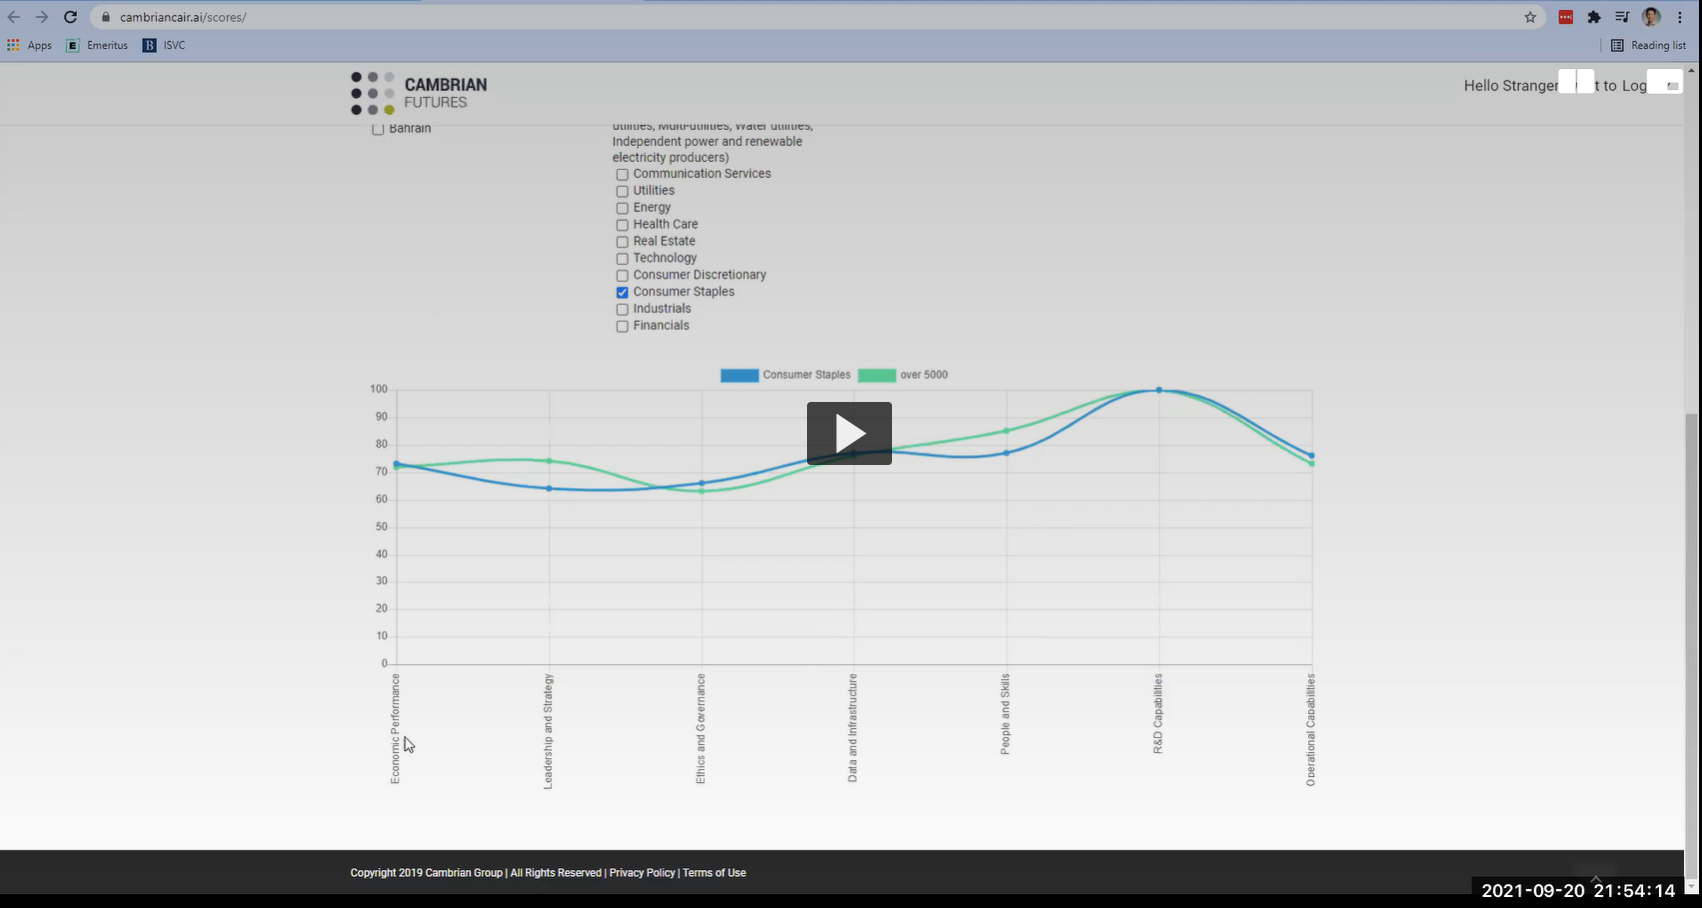 cambriancair.ai/scores/
Apps Emeritus B ISVC Reading list
CAMBRIAN
FUTURES
Hello Stranger t to Log
Bahrain
utilities, Multi-utilities, Water utilities,
Independent power and renewable
electricity producers)
Communication Services
Utilities
Energy
Health Care
Real Estate
Technology
Consumer Discretionary
Consumer Staples
Industrials
Financials
Consumer Staples over 5000
100
90
80
70
60
50
40
30
20
10
0
Economic Performance
Leadership and Strategy
Ethics and Governance
Data and Infrastructure
People and Skills
R&D Capabilities
Operational Capabilities
Copyright 2019 Cambrian Group | All Rights Reserved | Privacy Policy | Terms of Use
2021-09-20 21:54:14